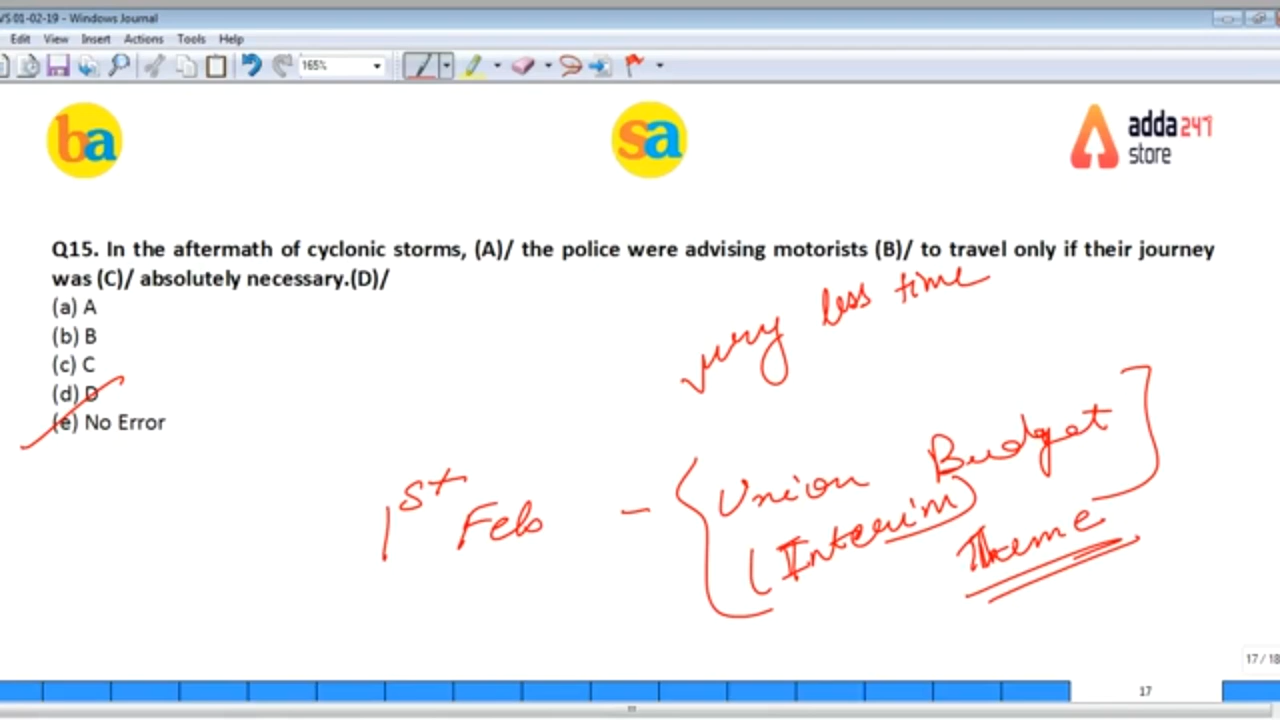 VS 01-02-19 - Windows Journal
Edit View Insert Actions Tools Help
165%
ba
sa
adda 247
store
Q15. In the aftermath of cyclonic storms, (A)/ the police were advising motorists (B)/ to travel only if their journey
was (C)/ absolutely necessary.(D)/
(a) A
(b) B
(c) C
(d) D
(e) No Error
very less time
1st Feb - { Union Budget ]
(Interim)
Theme
17 / 18
17